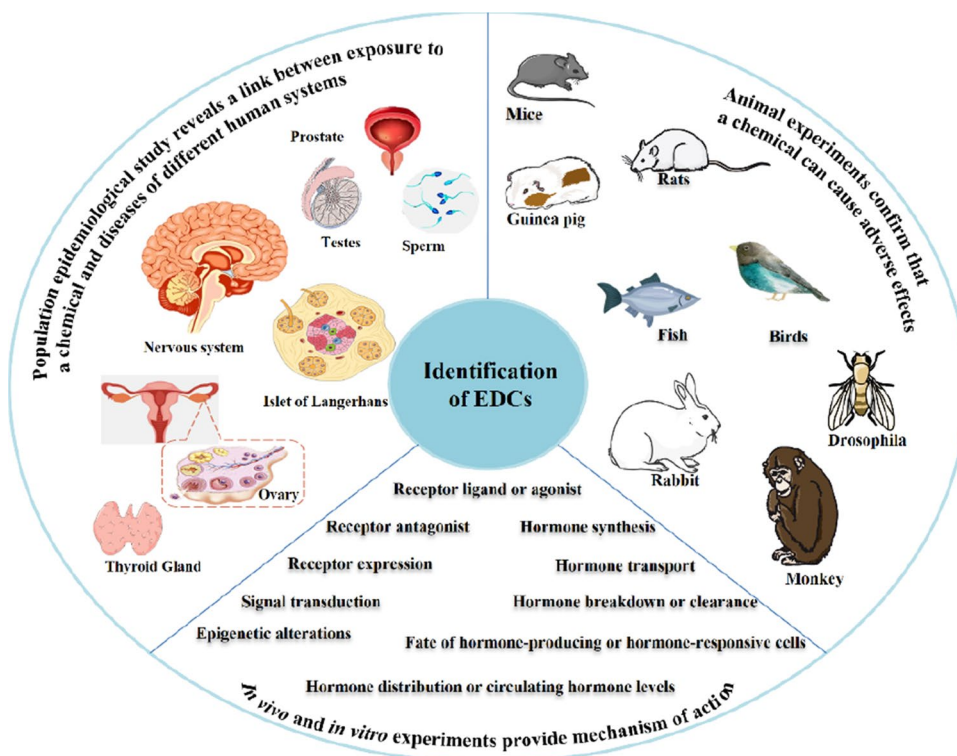 Population epidemiological study reveals a link between exposure to
a chemical and diseases of different human systems
Prostate
Testes
Sperm
Nervous system
Islet of Langerhans
Ovary
Thyroid Gland
Animal experiments confirm that
a chemical can cause adverse effects
Mice
Rats
Guinea pig
Fish
Birds
Drosophila
Rabbit
Monkey
Identification
of EDCs
Receptor ligand or agonist
Receptor antagonist
Hormone synthesis
Receptor expression
Hormone transport
Signal transduction
Hormone breakdown or clearance
Epigenetic alterations
Fate of hormone-producing or hormone-responsive cells
Hormone distribution or circulating hormone levels
In vivo and in vitro experiments provide mechanism of action